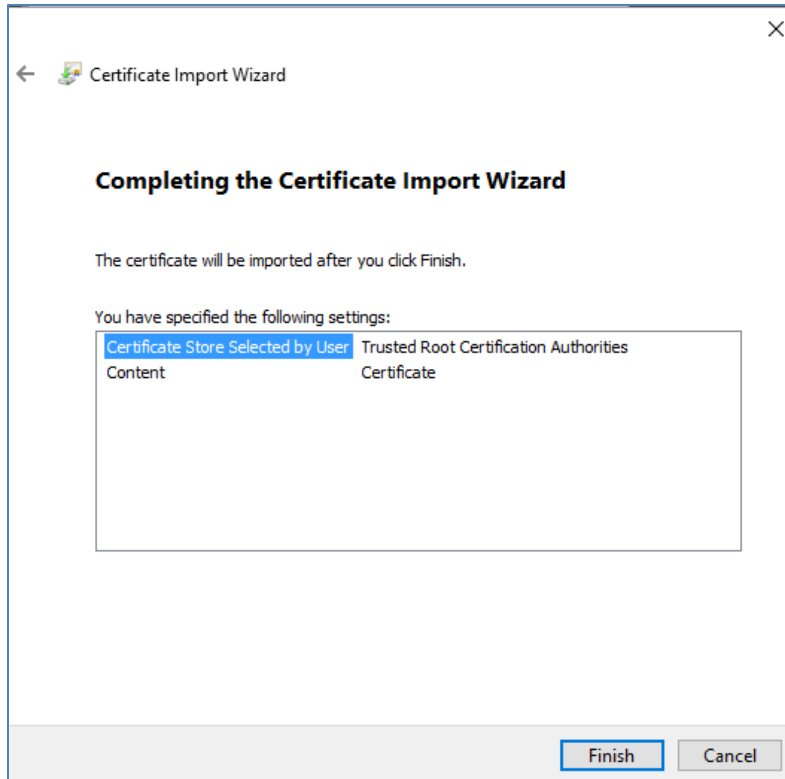 Certificate Import Wizard
Completing the Certificate Import Wizard
The certificate will be imported after you click Finish.
You have specified the following settings:
Certificate Store Selected by User Trusted Root Certification Authorities
Content Certificate
Finish Cancel